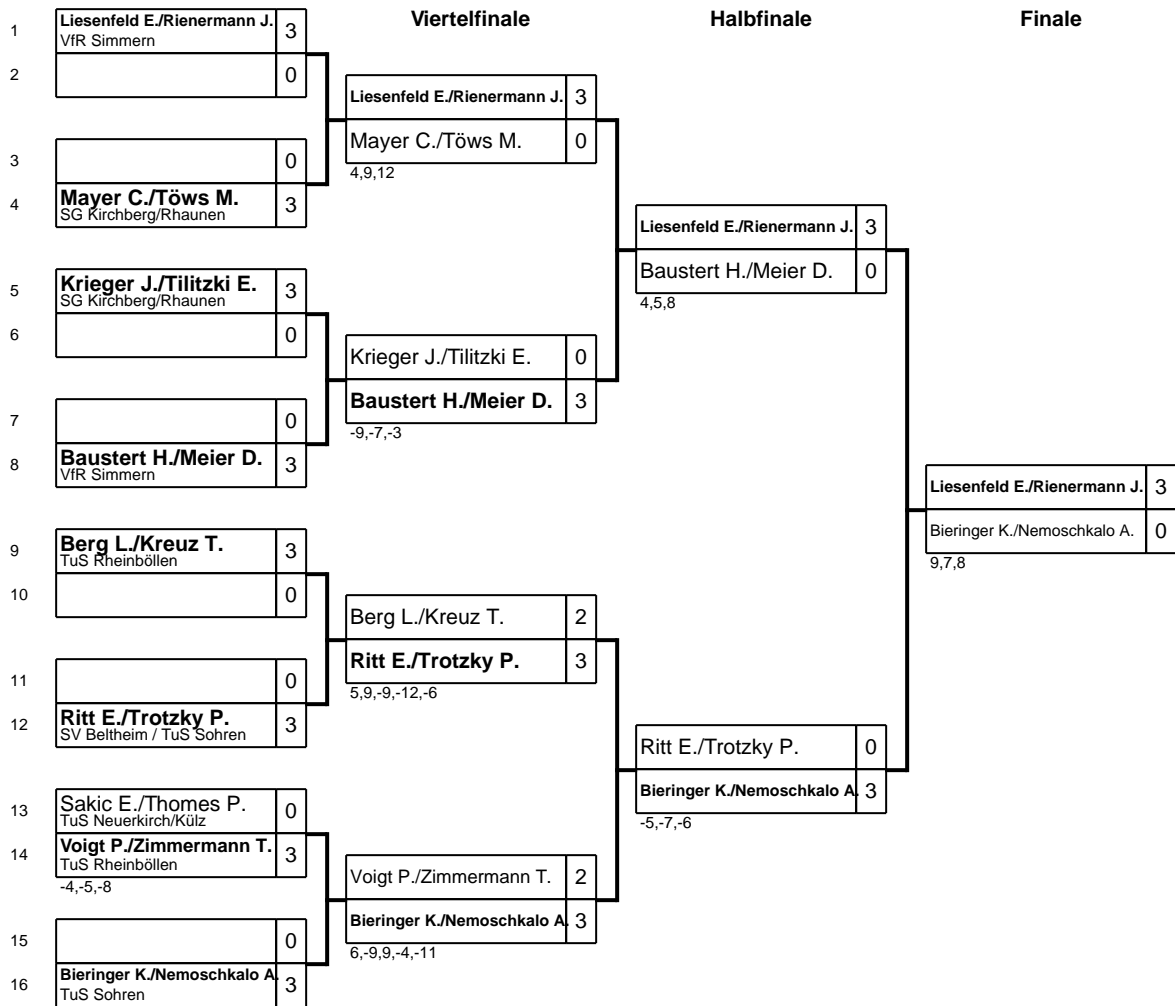 Viertelfinale
Halbfinale
Finale
1
Liesenfeld E./Rienermann J.
3
VfR Simmern
2
0
3
0
4
Mayer C./Töws M.
3
SG Kirchberg/Rhaunen
5
Krieger J./Tilitzki E.
3
SG Kirchberg/Rhaunen
6
0
7
0
8
Baustert H./Meier D.
3
VfR Simmern
9
Berg L./Kreuz T.
3
TuS Rheinböllen
10
0
11
0
12
Ritt E./Trotzky P.
3
SV Beltheim / TuS Sohren
13
Sakic E./Thomes P.
0
TuS Neuerkirch/Külz
14
Voigt P./Zimmermann T.
3
TuS Rheinböllen
-4,-5,-8
15
0
16
Bieringer K./Nemoschkalo A.
3
TuS Sohren
Liesenfeld E./Rienermann J.
3
Mayer C./Töws M.
0
4,9,12
Krieger J./Tilitzki E.
0
Baustert H./Meier D.
3
-9,-7,-3
Berg L./Kreuz T.
2
Ritt E./Trotzky P.
3
5,9,-9,-12,-6
Voigt P./Zimmermann T.
2
Bieringer K./Nemoschkalo A.
3
6,-9,9,-4,-11
Liesenfeld E./Rienermann J.
3
Baustert H./Meier D.
0
4,5,8
Ritt E./Trotzky P.
0
Bieringer K./Nemoschkalo A.
3
-5,-7,-6
Liesenfeld E./Rienermann J.
3
Bieringer K./Nemoschkalo A.
0
9,7,8